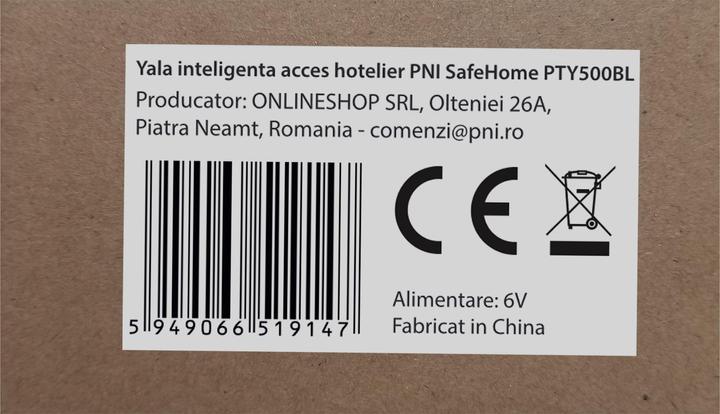 Yala inteligenta acces hotelier PNI SafeHome PTY500BL
Producator: ONLINESHOP SRL, Olteniei 26A,
Piatra Neamt, Romania - comenzi@pni.ro
CE
5 949066 519147
Alimentare: 6V
Fabricat in China